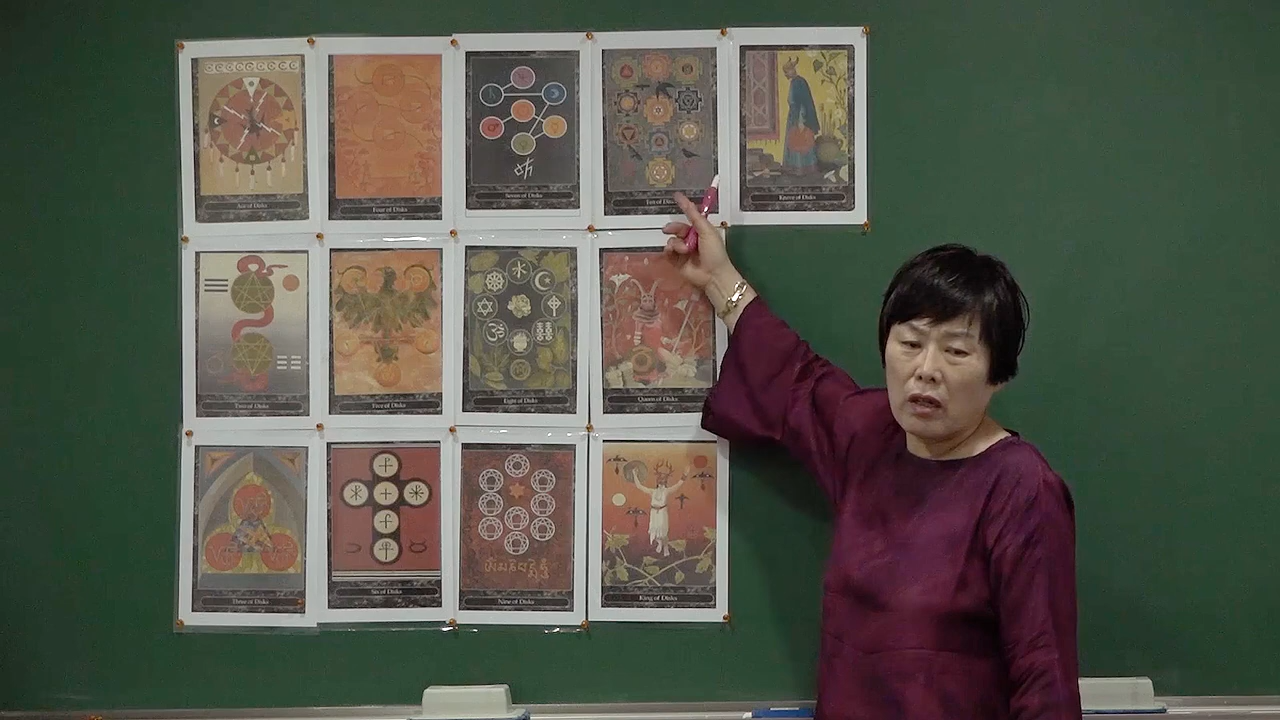 Ace of Disks
Four of Disks
Seven of Disks
Ten of Disks
Knave of Disks
Two of Disks
Five of Disks
Eight of Disks
Queen of Disks
Three of Disks
Six of Disks
Nine of Disks
King of Disks